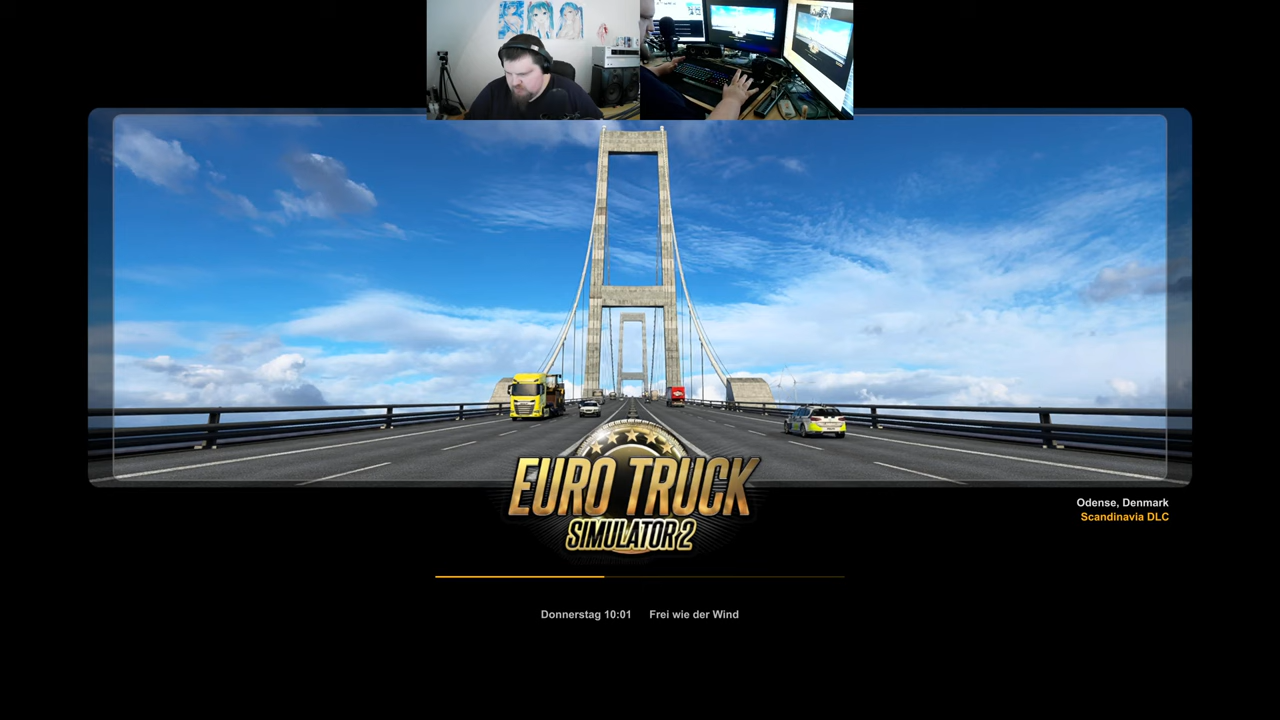 EURO TRUCK
SIMULATOR 2
Odense, Denmark
Scandinavia DLC
Donnerstag 10:01 Frei wie der Wind